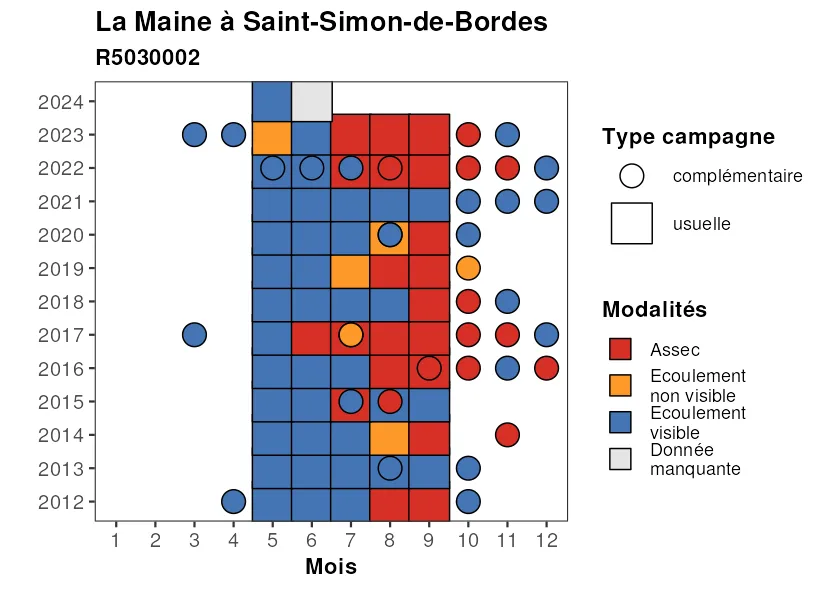 La Maine à Saint-Simon-de-Bordes
R5030002
2024
2023
2022
2021
2020
2019
2018
2017
2016
2015
2014
2013
2012
1 2 3 4 5 6 7 8 9 10 11 12
Mois
Type campagne
complémentaire
usuelle
Modalités
Assec
Ecoulement
non visible
Ecoulement
visible
Donnée
manquante